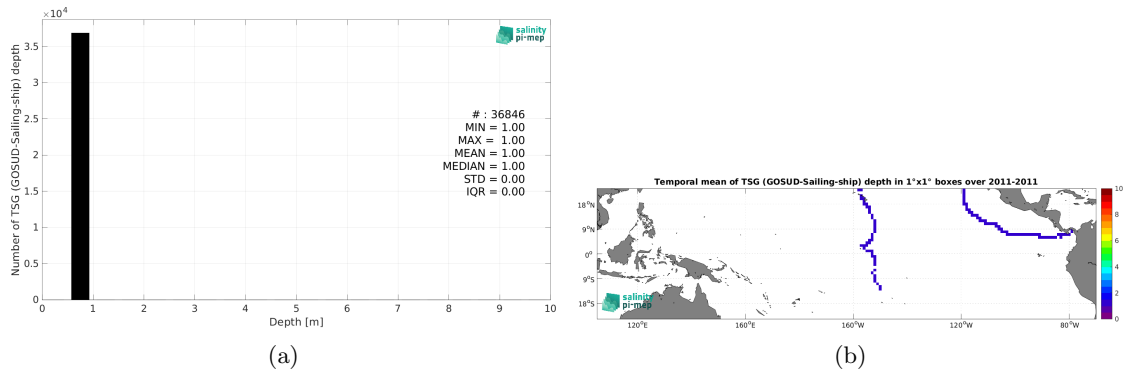 ×10⁴
3.5
3
2.5
2
1.5
1
0.5
0
Number of TSG (GOSUD-Sailing-ship) depth
salinity
pi-mep
# : 36846
MIN = 1.00
MAX = 1.00
MEAN = 1.00
MEDIAN = 1.00
STD = 0.00
IQR = 0.00
0 1 2 3 4 5 6 7 8 9 10
Depth [m]
(a)
Temporal mean of TSG (GOSUD-Sailing-ship) depth in 1°x1° boxes over 2011-2011
18°N
9°N
0°
9°S
18°S
salinity
pi-mep
120°E 160°E 160°W 120°W 80°W
10
8
6
4
2
0
(b)